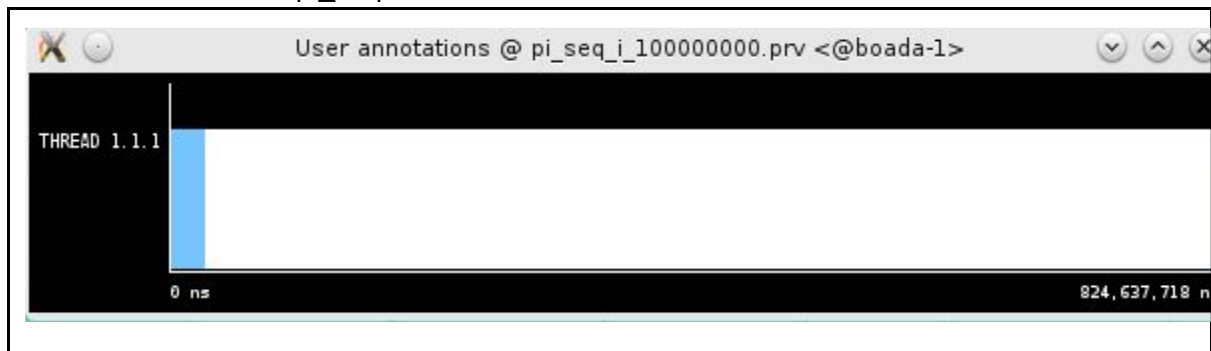 User annotations @ pi_seq_i_100000000.prv <@boada-1>
THREAD 1.1.1
0 ns
824,637,718 n